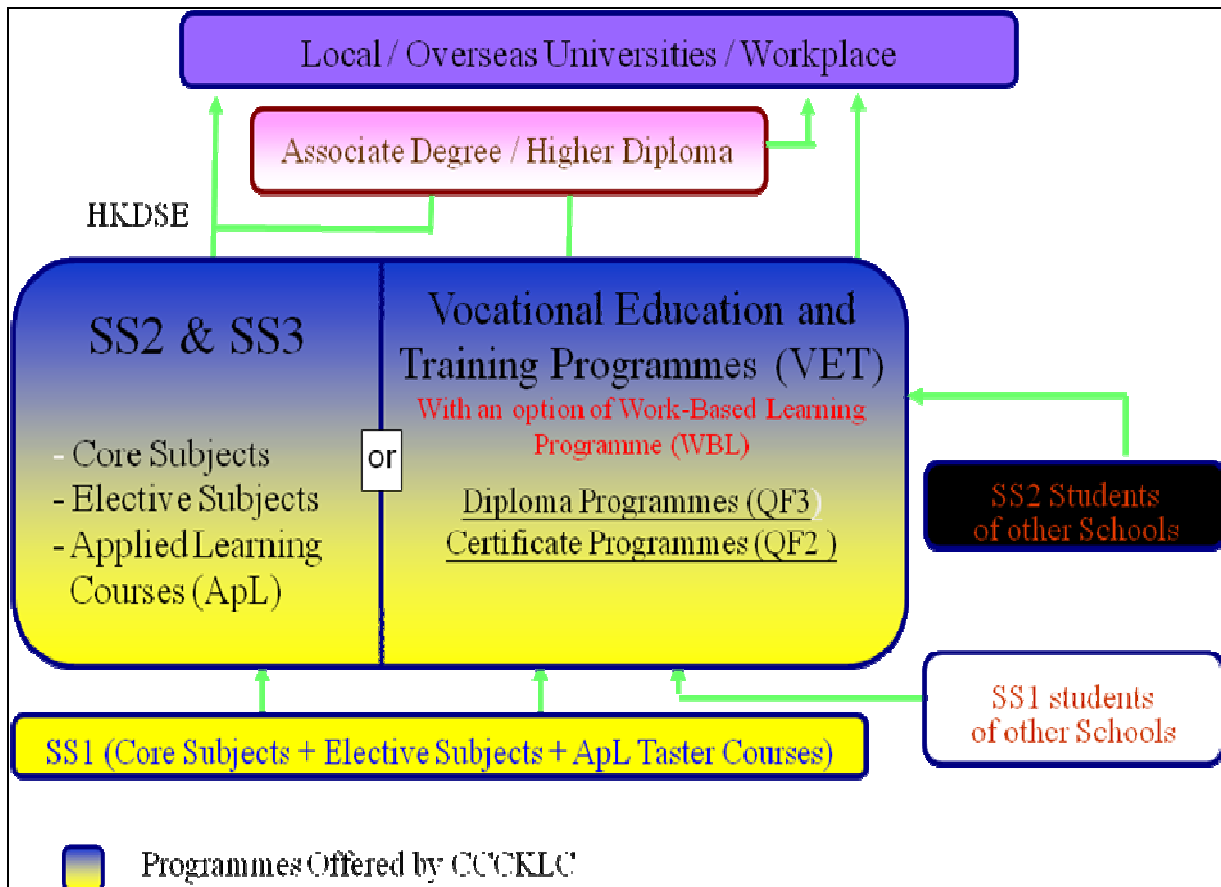 Local / Overseas Universities / Workplace
Associate Degree / Higher Diploma
HKDSE
SS2 & SS3
- Core Subjects
- Elective Subjects
- Applied Learning
Courses (ApL)
or
Vocational Education and
Training Programmes (VET)
With an option of Work-Based Learning
Programme (WBL)
Diploma Programmes (QF3)
Certificate Programmes (QF2 )
SS2 Students
of other Schools
SS1 students
of other Schools
SS1 (Core Subjects + Elective Subjects + ApL Taster Courses)
Programmes Offered by CCCKLC